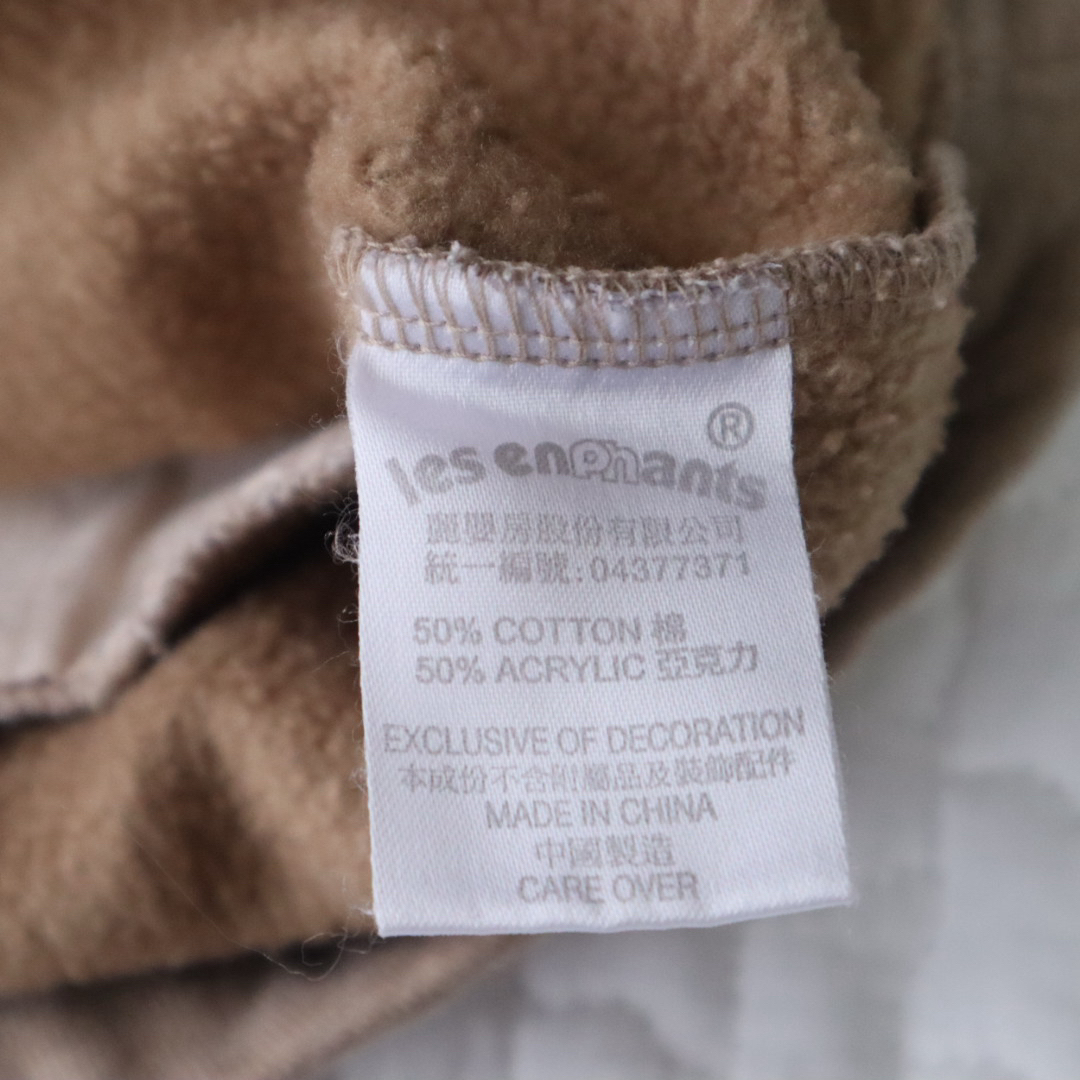 ®
les enphants
麗嬰房股份有限公司
統一編號:04377371
50% COTTON 棉
50% ACRYLIC 亞克力
EXCLUSIVE OF DECORATION
本成份不含附屬品及裝飾配件
MADE IN CHINA
中國製造
CARE OVER